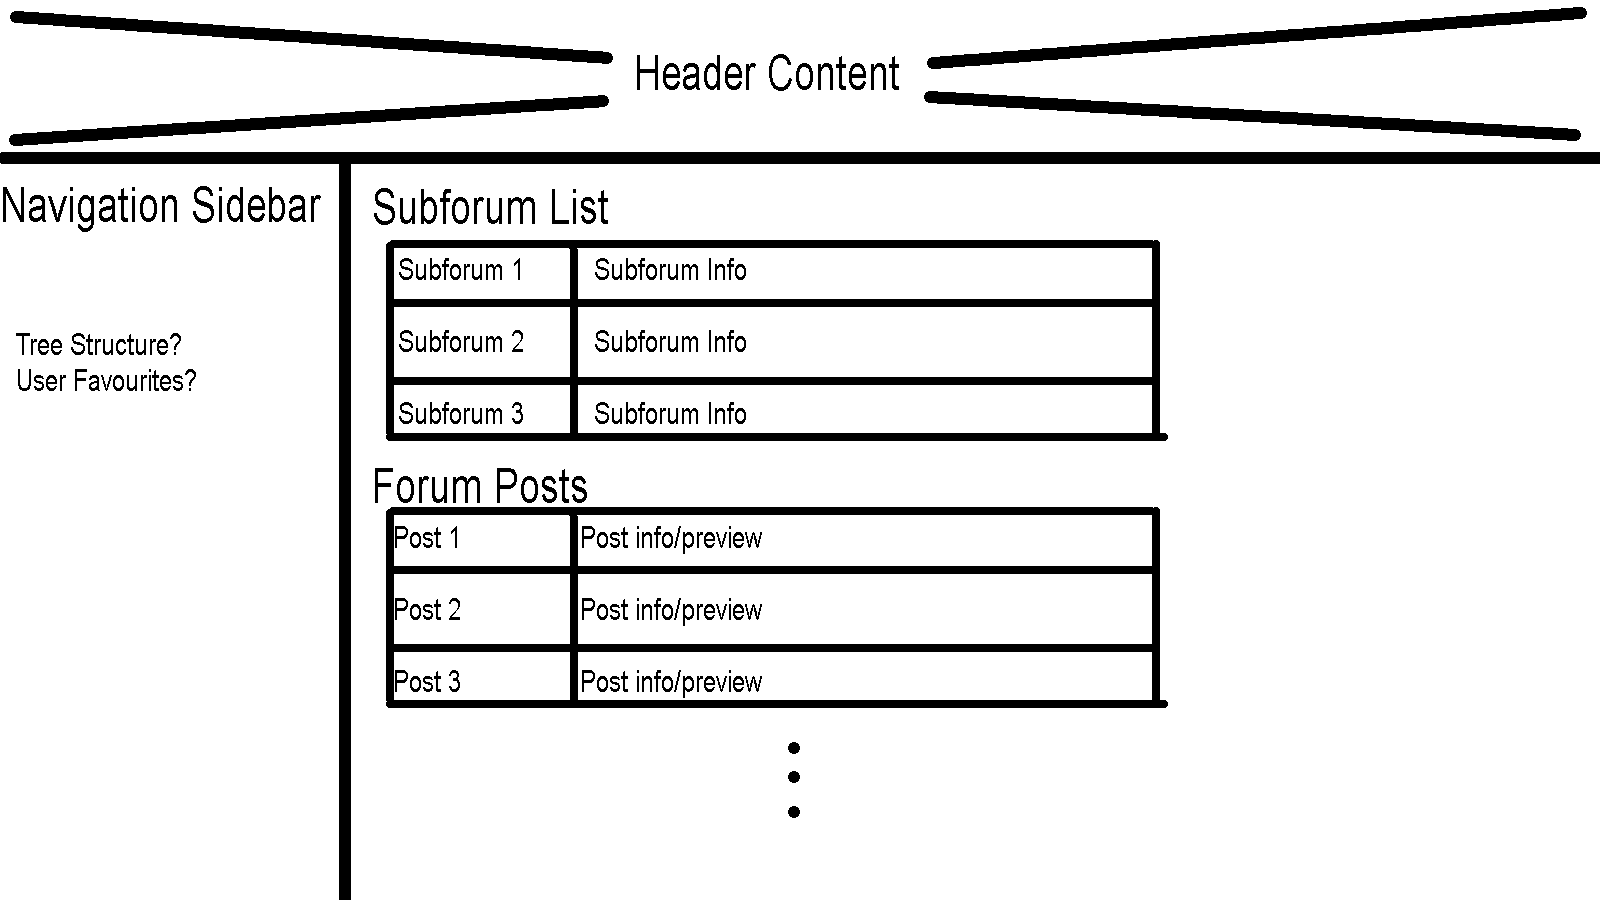 Header Content
Navigation Sidebar
Tree Structure?
User Favourites?
Subforum List
Subforum 1 Subforum Info
Subforum 2 Subforum Info
Subforum 3 Subforum Info
Forum Posts
Post 1 Post info/preview
Post 2 Post info/preview
Post 3 Post info/preview